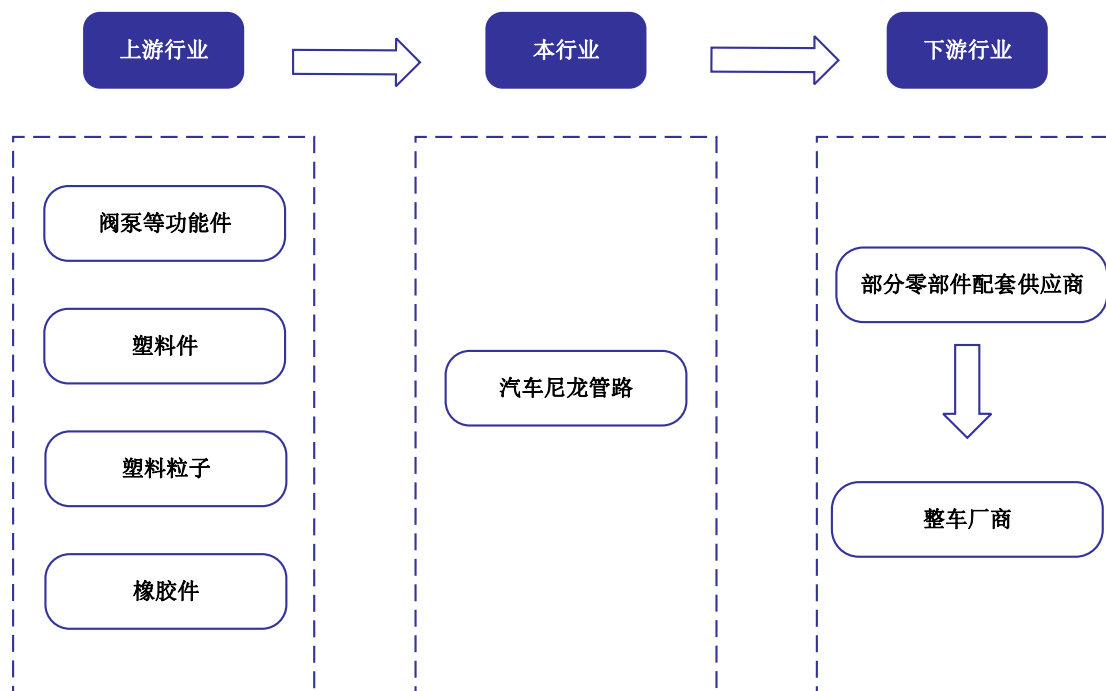 上游行业
本行业
下游行业
阀泵等功能件
塑料件
塑料粒子
橡胶件
汽车尼龙管路
部分零部件配套供应商
整车厂商